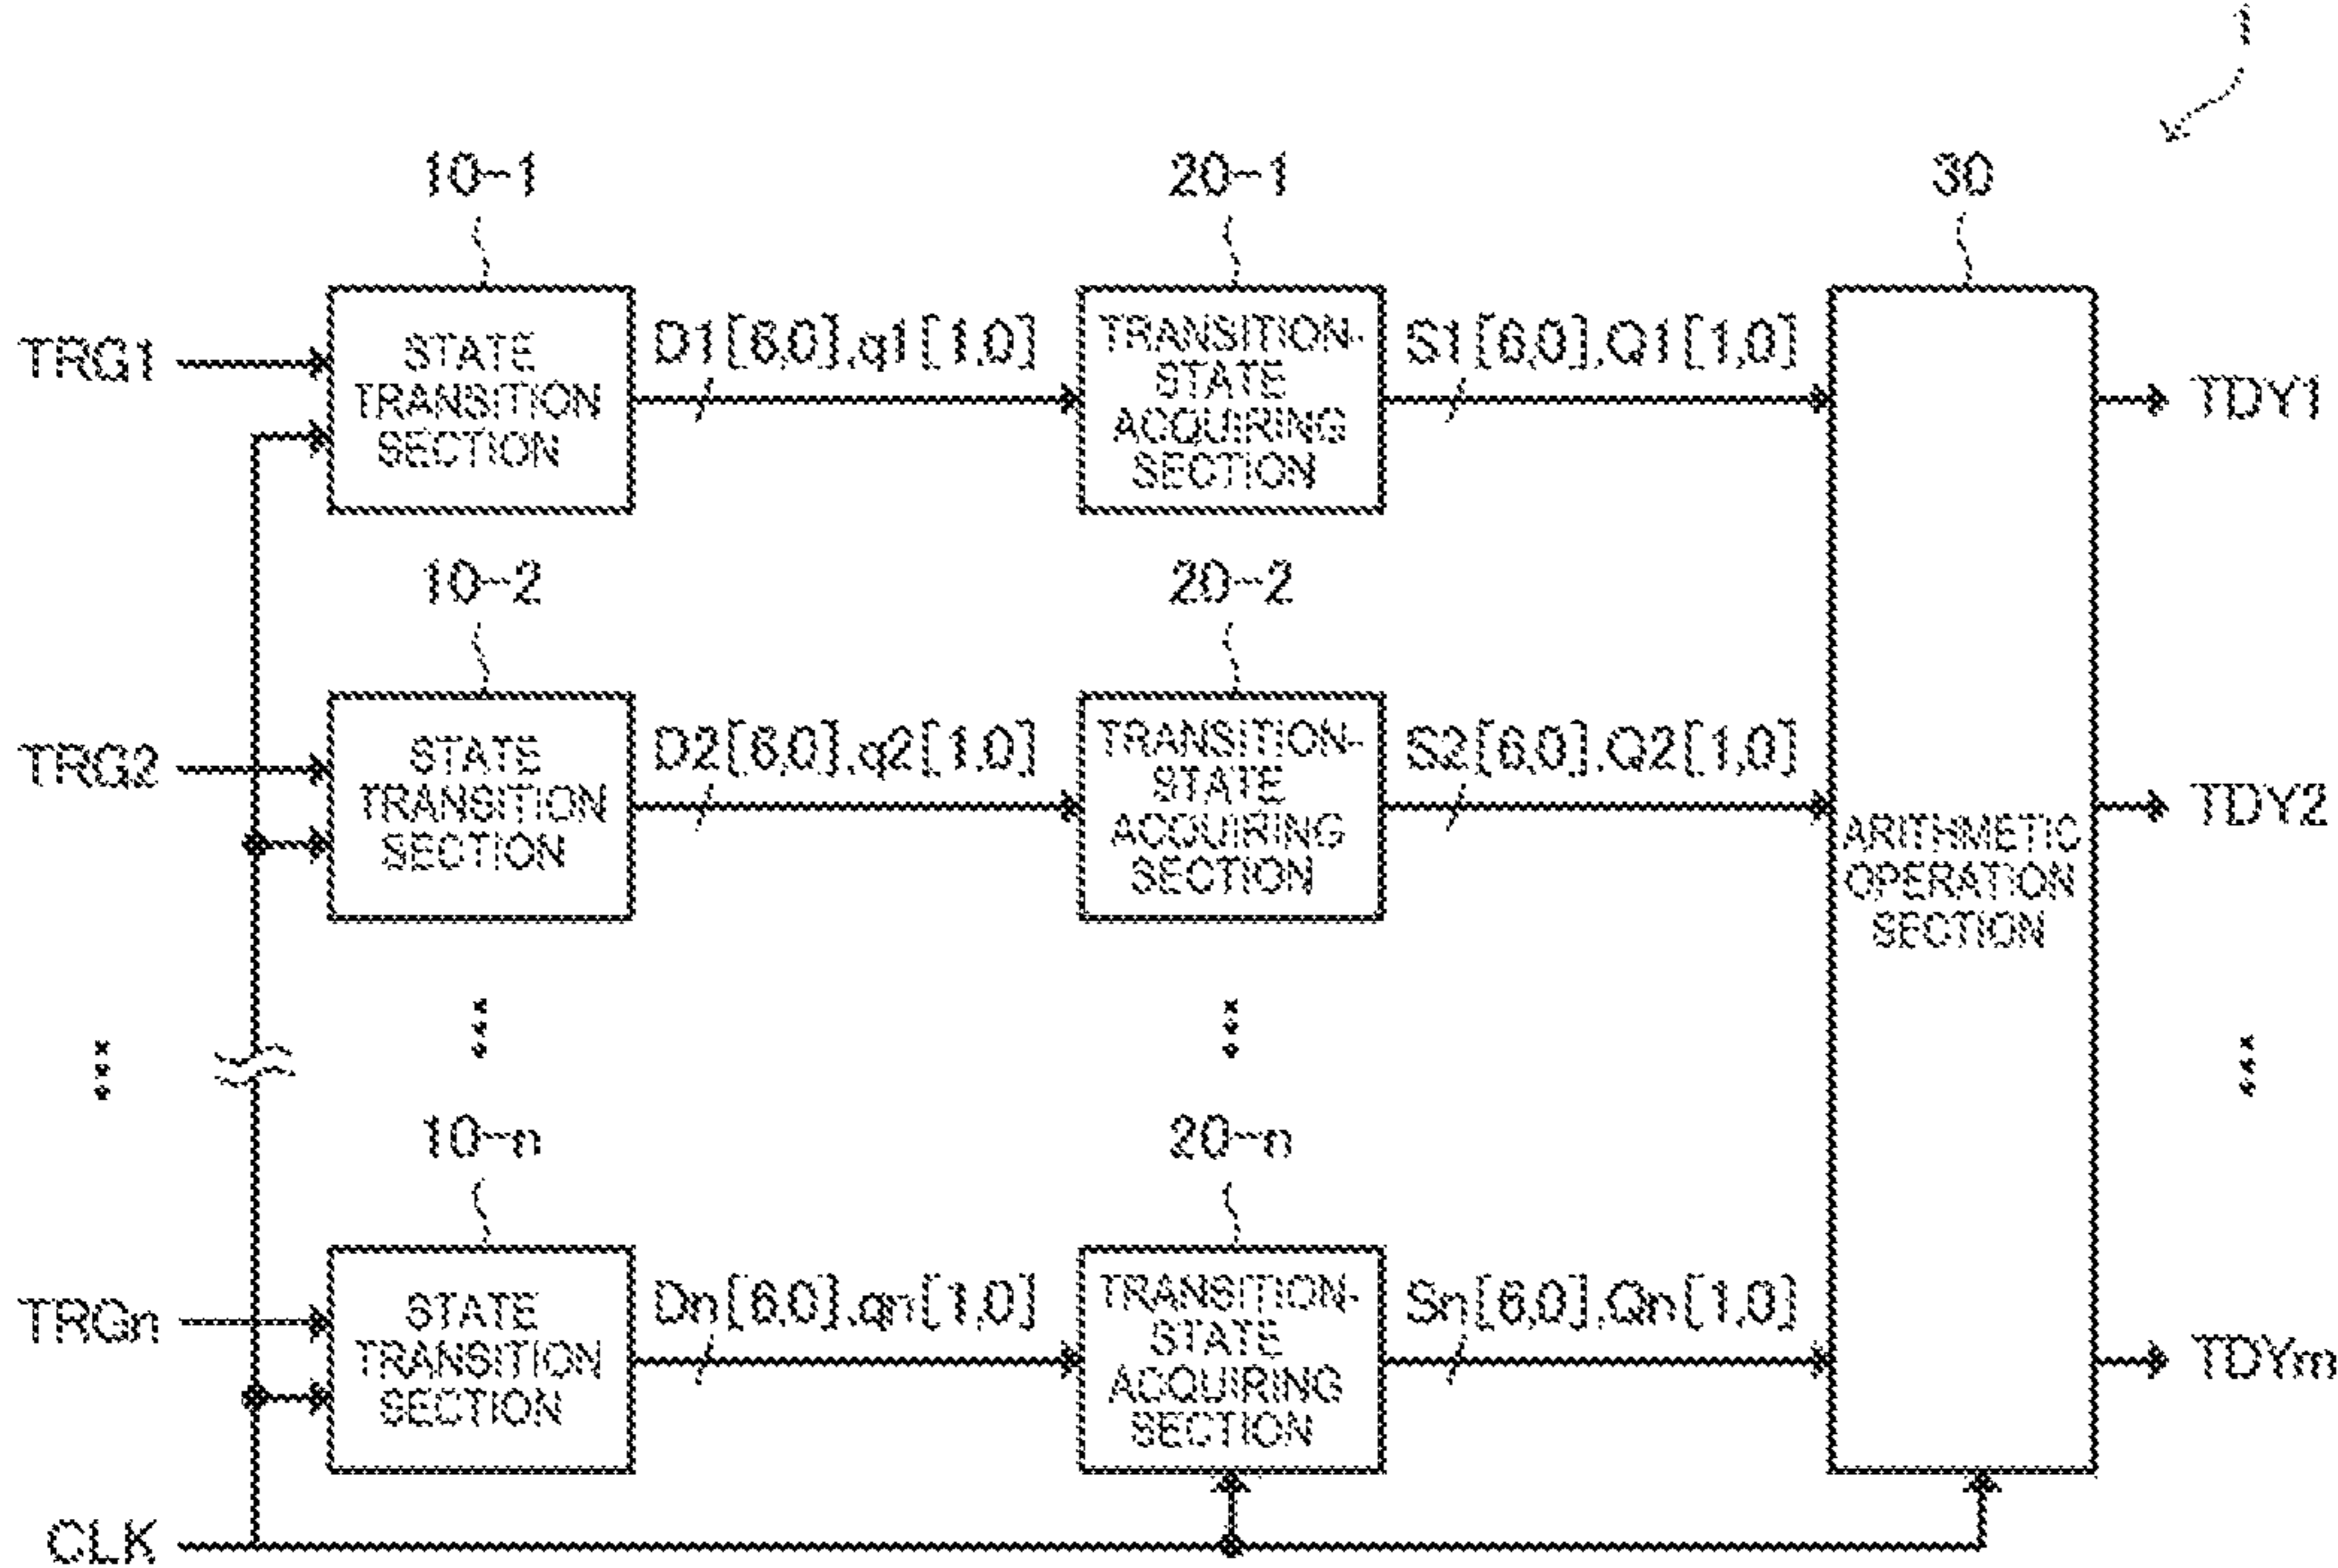 1
10-1
20-1
30
TRG1
STATE
TRANSITION
SECTION
D1[6,0],q1[1,0]
TRANSITION-
STATE
ACQUIRING
SECTION
S1[6,0],Q1[1,0]
TDY1
10-2
20-2
TRG2
STATE
TRANSITION
SECTION
D2[6,0],q2[1,0]
TRANSITION-
STATE
ACQUIRING
SECTION
S2[6,0],Q2[1,0]
ARITHMETIC
OPERATION
SECTION
TDY2
10-n
20-n
TRGn
STATE
TRANSITION
SECTION
Dn[6,0],qn[1,0]
TRANSITION-
STATE
ACQUIRING
SECTION
Sn[6,0],Qn[1,0]
TDYm
CLK